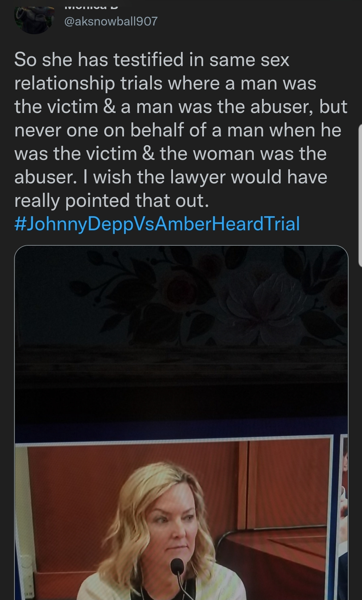 @aksnowball907
So she has testified in same sex
relationship trials where a man was
the victim & a man was the abuser, but
never one on behalf of a man when he
was the victim & the woman was the
abuser. I wish the lawyer would have
really pointed that out.
#JohnnyDeppVsAmberHeardTrial